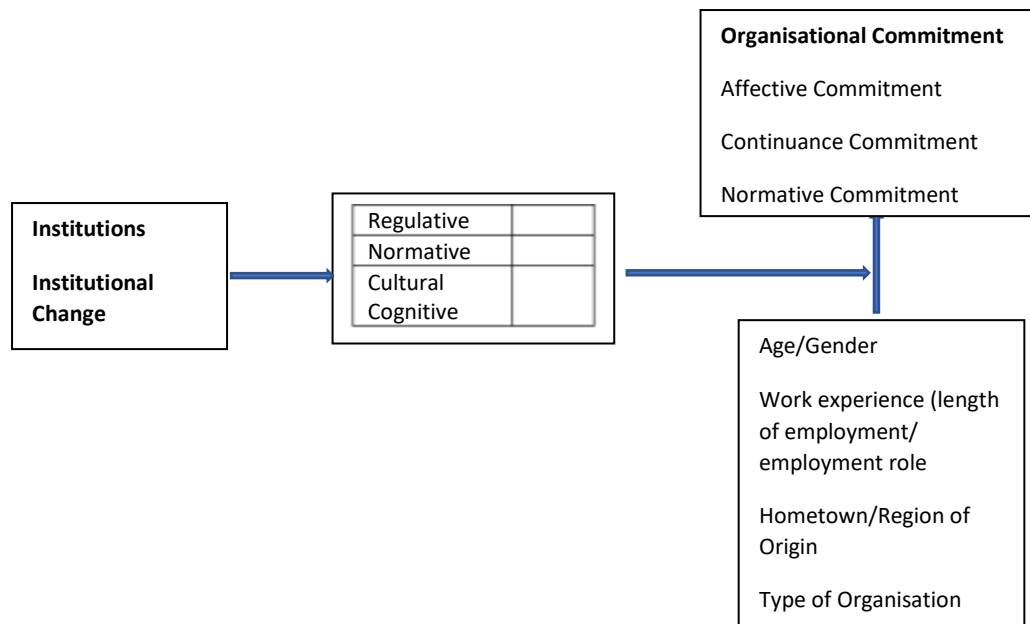 Organisational Commitment
Affective Commitment
Continuance Commitment
Normative Commitment
Institutions
Institutional
Change
Regulative
Normative
Cultural
Cognitive
Age/Gender
Work experience (length
of employment/
employment role
Hometown/Region of
Origin
Type of Organisation